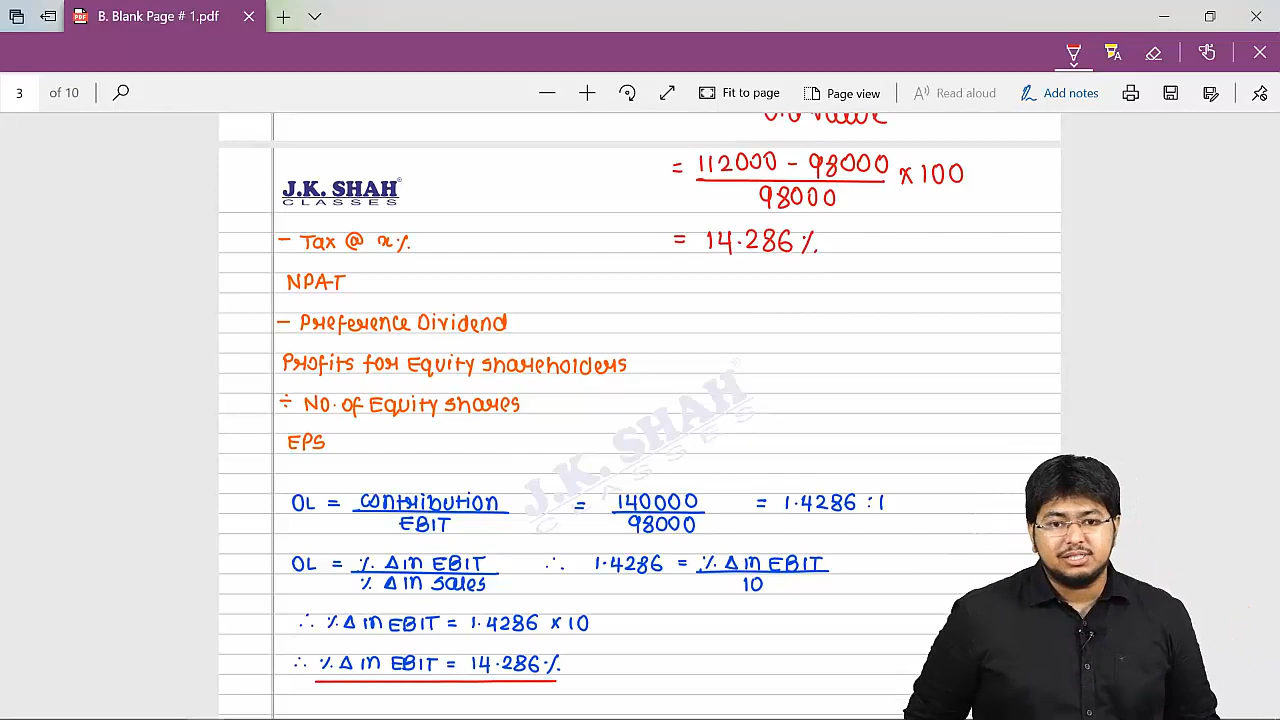 B. Blank Page # 1.pdf
3 of 10 Fit to page Page view Read aloud Add notes
= 112000 - 98000 / 98000 × 100
J.K. SHAH
CLASSES
- Tax @ x%
= 14.286%
NPAT
- Preference Dividend
Profits for Equity shareholders
÷ No. of Equity shares
EPS
J.K. SHAH
CLASSES
OL = contribution / EBIT = 140000 / 98000 = 1.4286 : 1
OL = % Δ in EBIT / % Δ in sales ∴ 1.4286 = % Δ in EBIT / 10
∴ % Δ in EBIT = 1.4286 × 10
∴ % Δ in EBIT = 14.286%